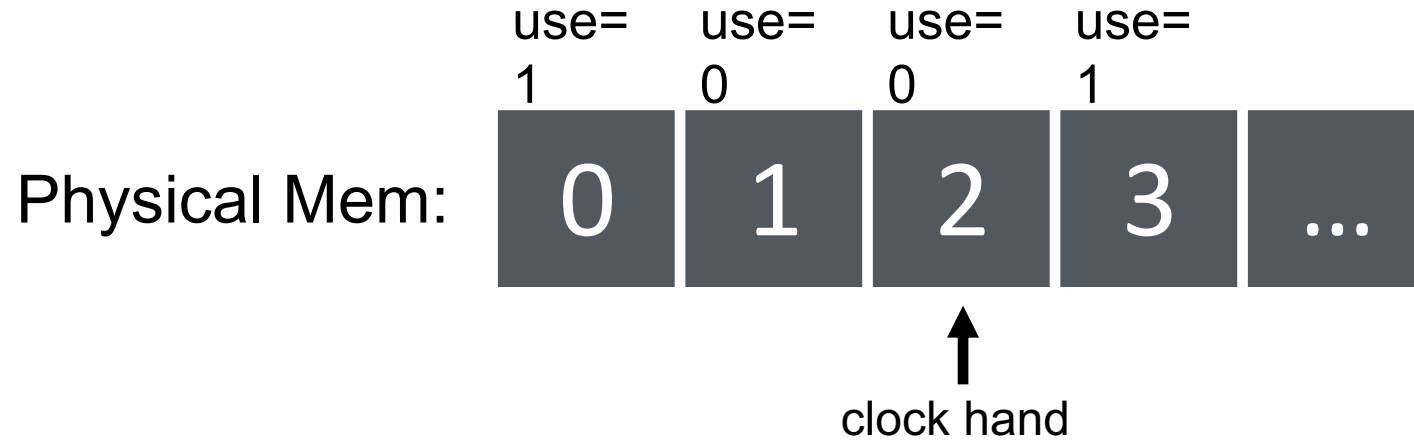 use= use= use= use=
1 0 0 1
Physical Mem: 0 1 2 3 ...
clock hand